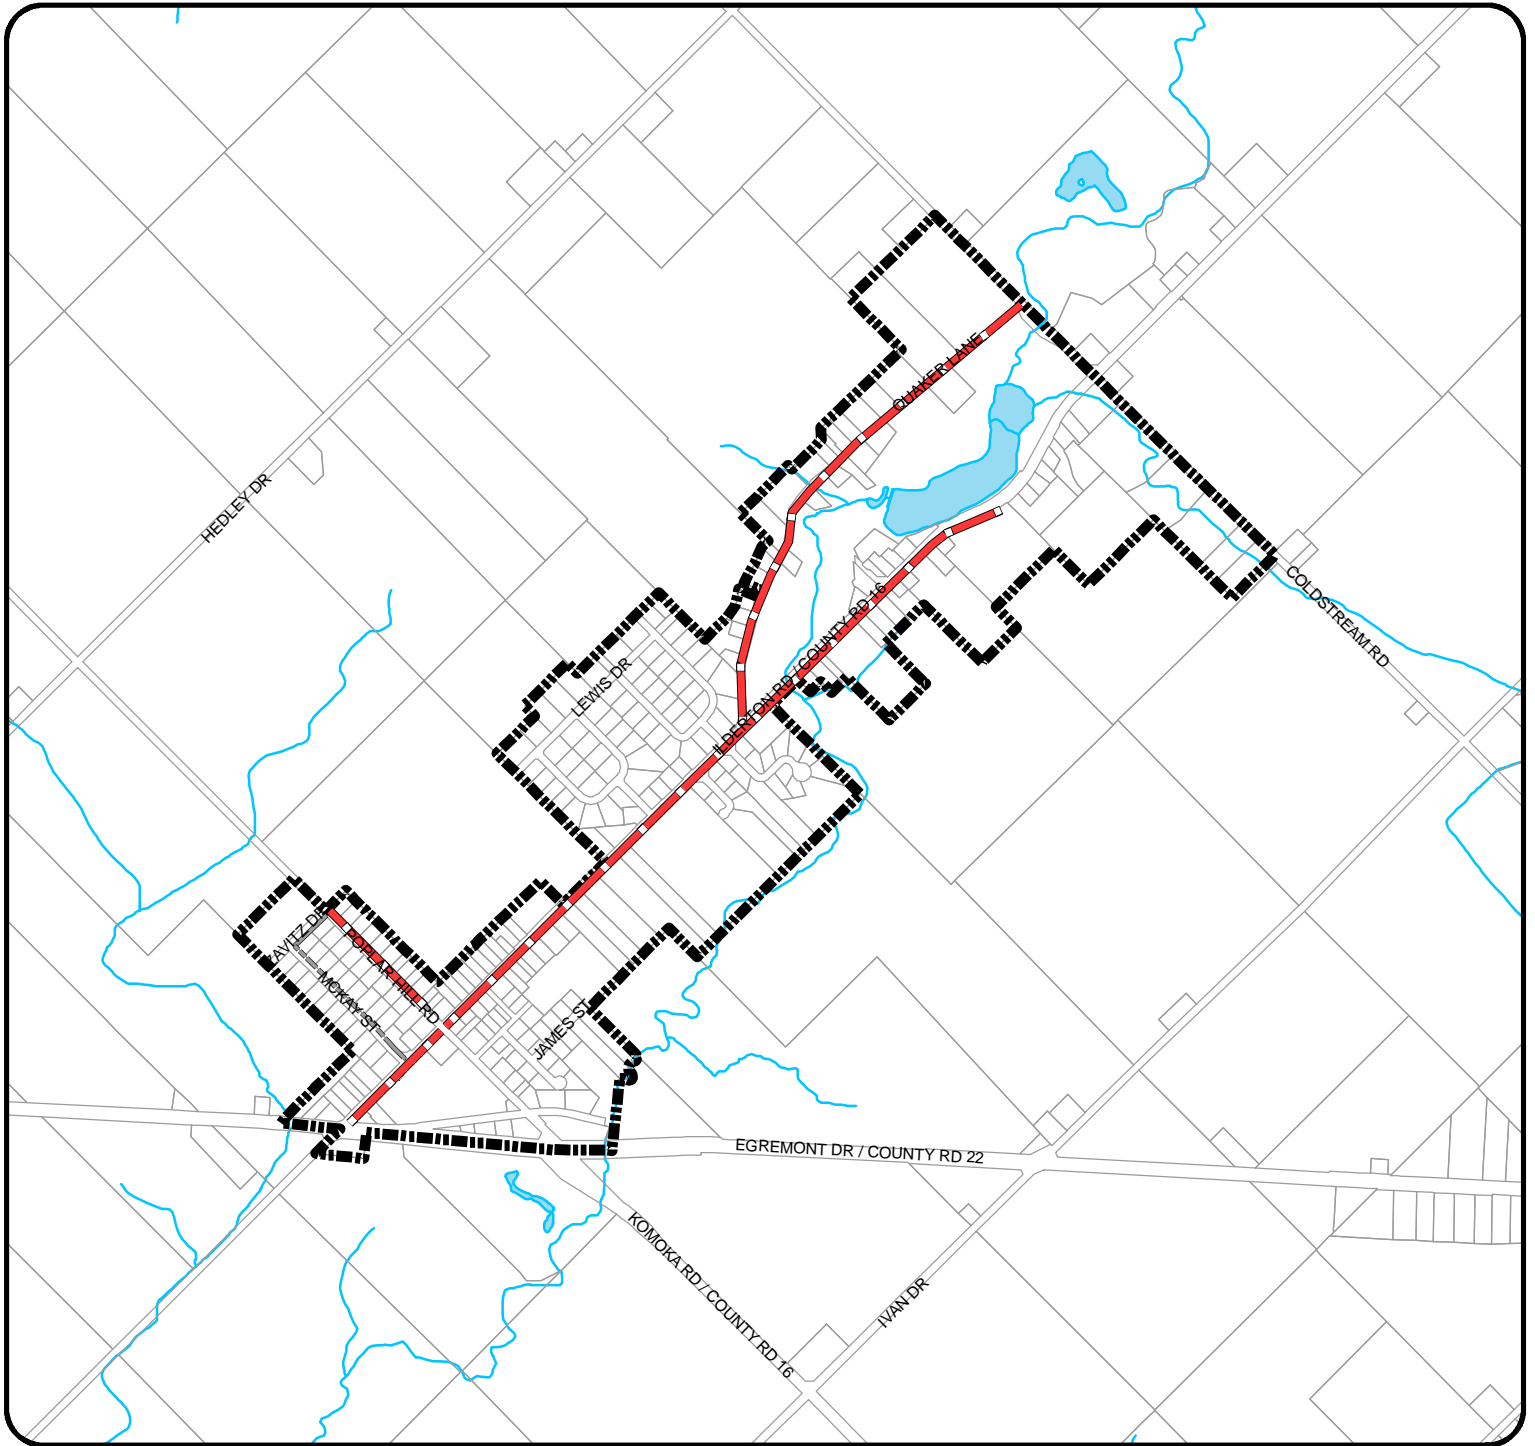 QUAKER LANE
HEDLEY DR
COLDSTREAM RD
ILDERTON RD / COUNTY RD 16
LEWIS DR
ZAVITZ DR
POPLAR HILL RD
MCKAY ST
JAMES ST
EGREMONT DR / COUNTY RD 22
KOMOKA RD / COUNTY RD 16
IVAN DR